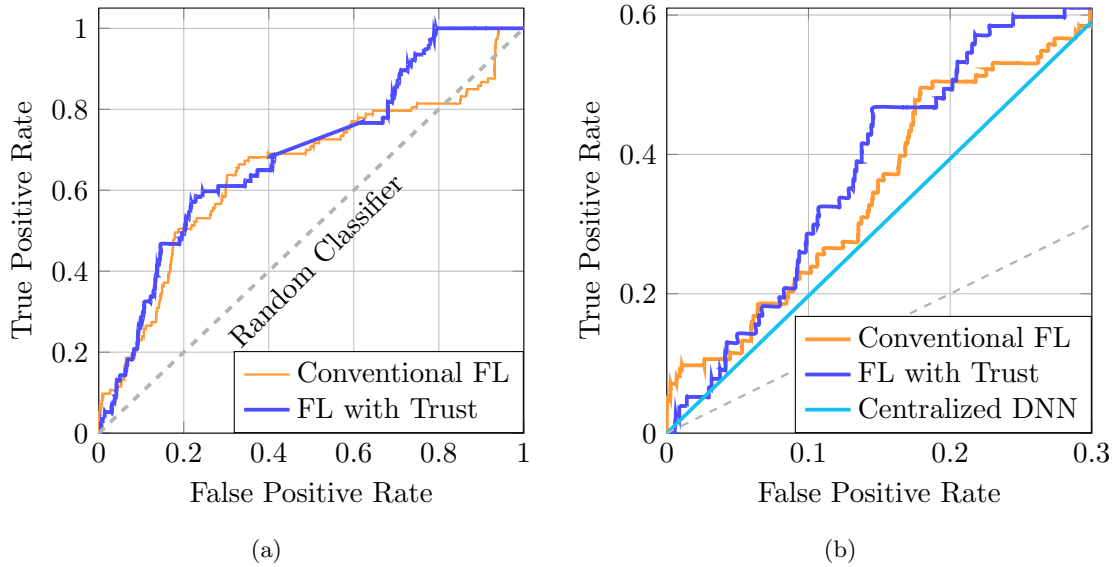 True Positive Rate
1
0.8
0.6
0.4
0.2
0
0
0.2
0.4
0.6
0.8
1
False Positive Rate
Random Classifier
Conventional FL
FL with Trust
(a)
True Positive Rate
0.6
0.4
0.2
0
0
0.1
0.2
0.3
False Positive Rate
Conventional FL
FL with Trust
Centralized DNN
(b)